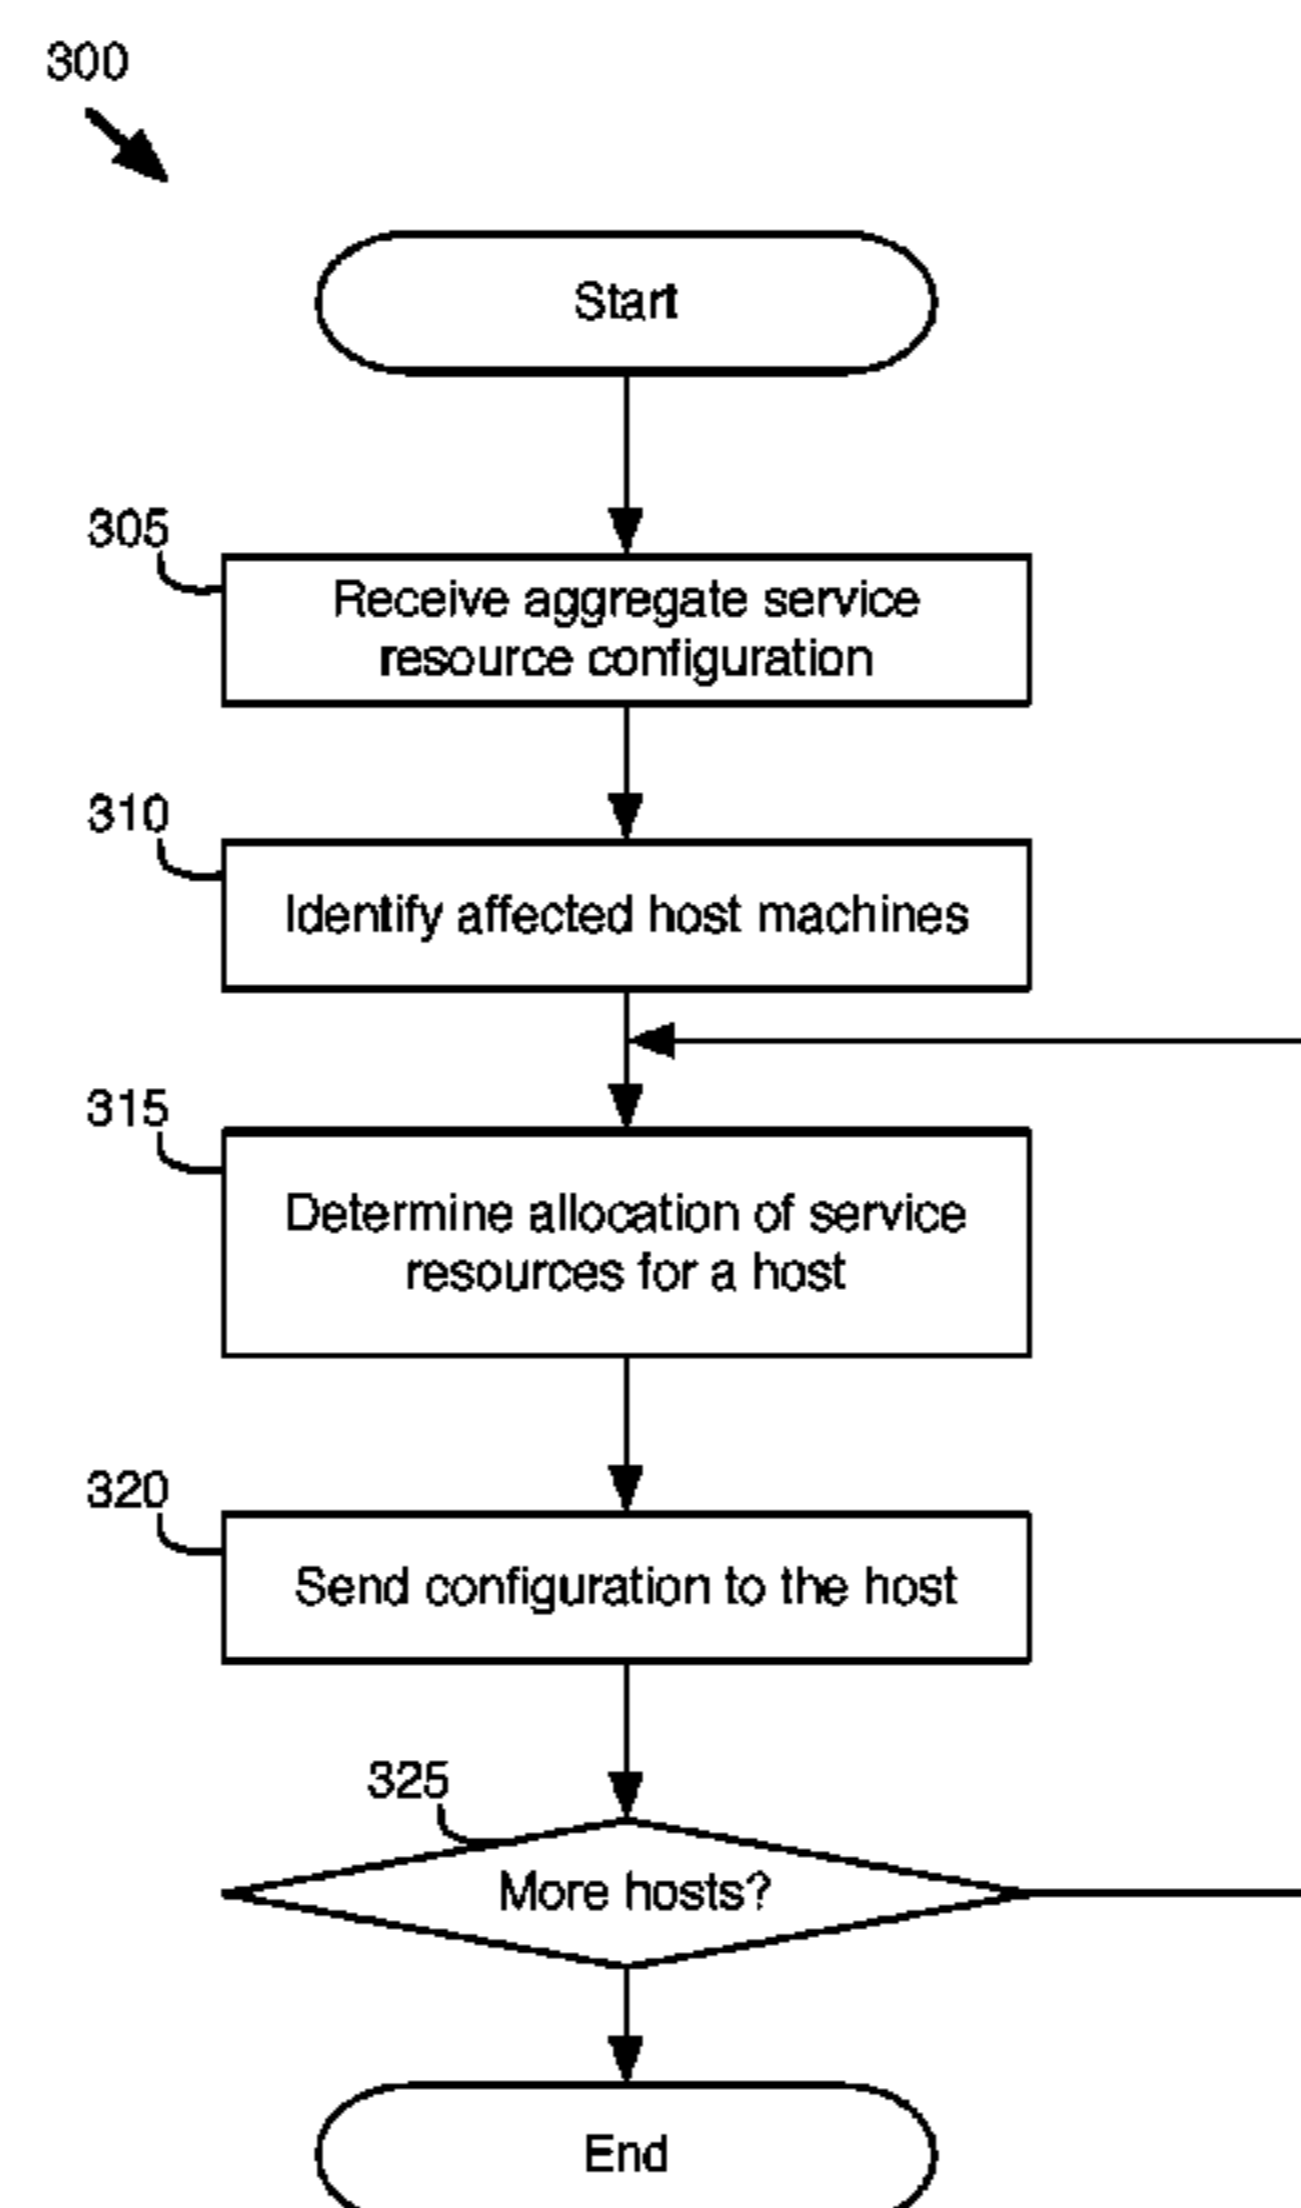 300
Start
305
Receive aggregate service
resource configuration
310
Identify affected host machines
315
Determine allocation of service
resources for a host
320
Send configuration to the host
325
More hosts?
End